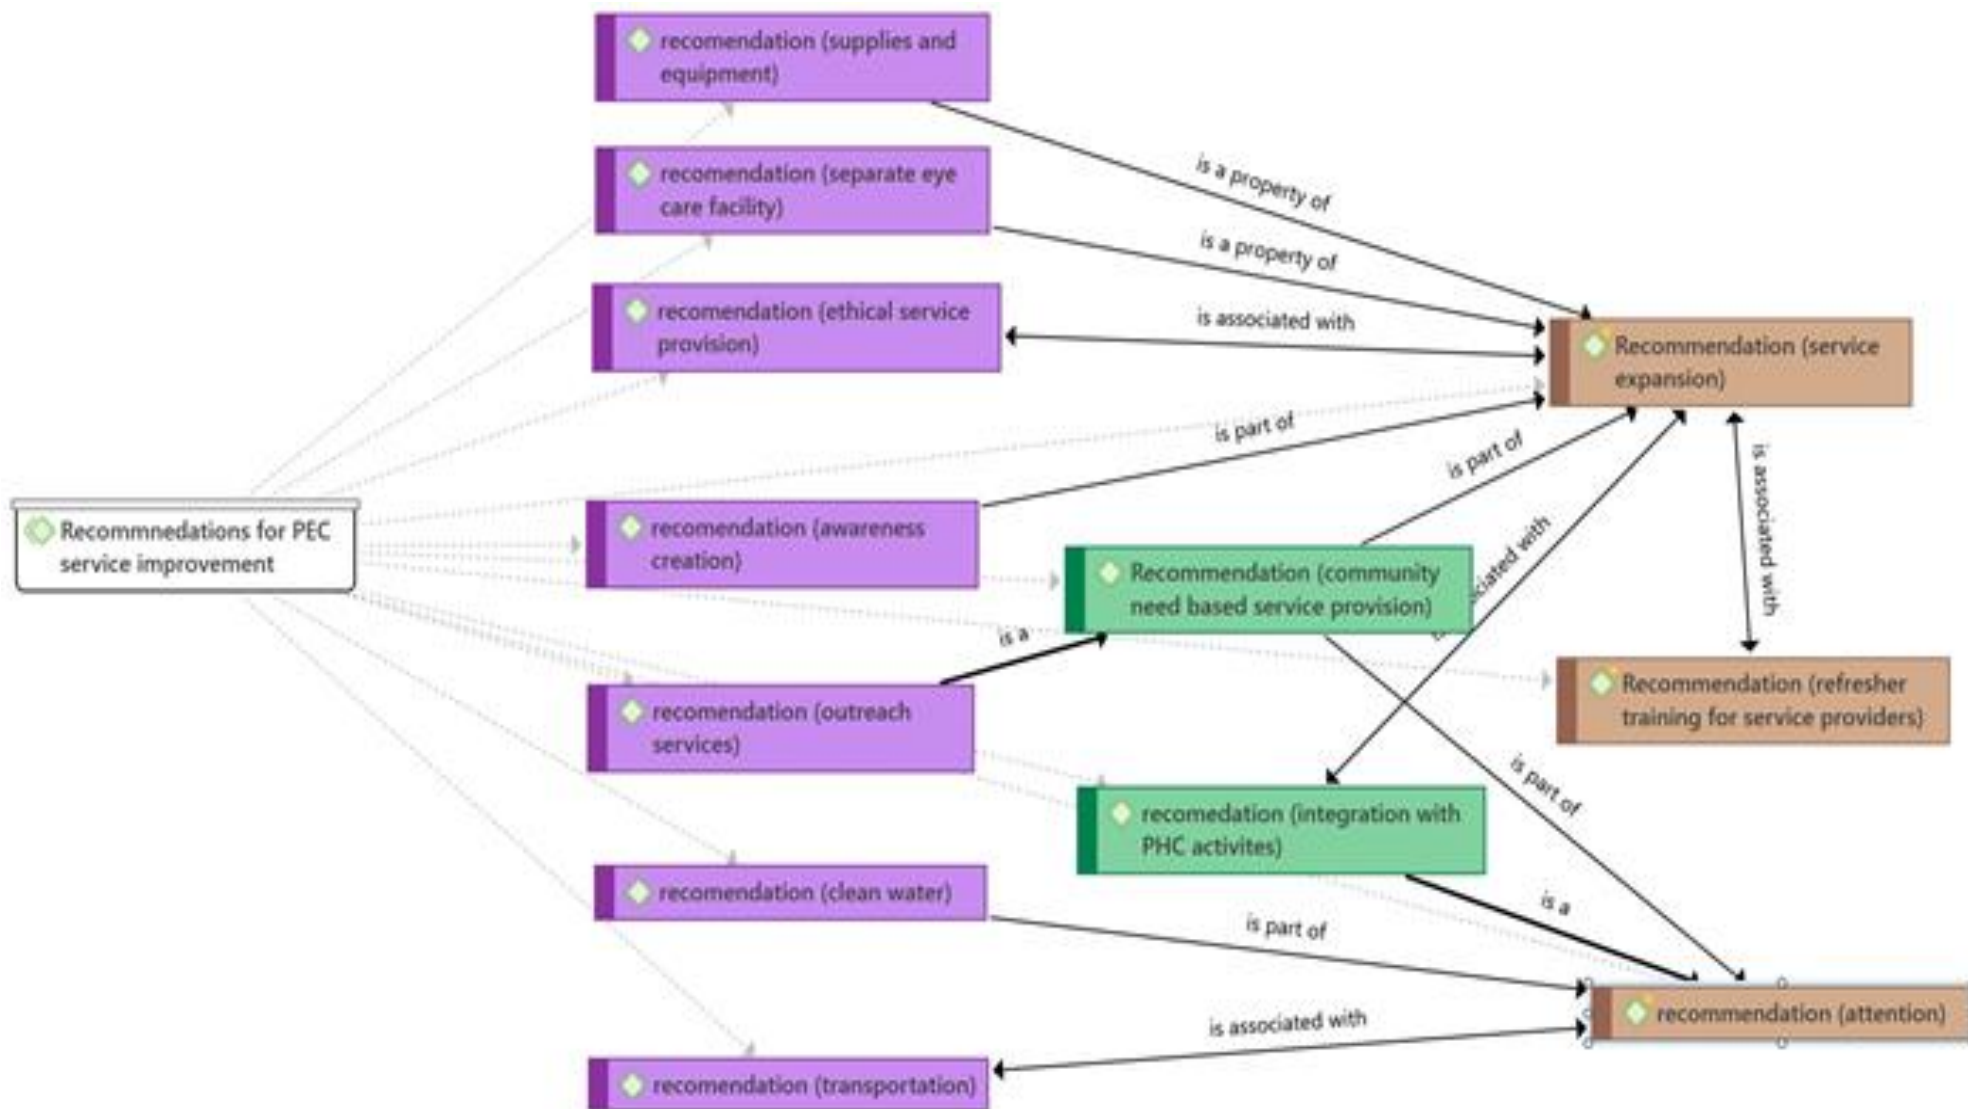 recomendation (supplies and
equipment)
recomendation (separate eye
care facility)
recomendation (ethical service
provision)
is a property of
is a property of
is associated with
Recommendation (service
expansion)
is part of
is part of
is associated with
Recommnedations for PEC
service improvement
recomendation (awareness
creation)
Recommendation (community
need based service provision)
ciated with
is a
recomendation (outreach
services)
Recommendation (refresher
training for service providers)
is part of
recomedation (integration with
PHC activites)
recomendation (clean water)
is part of
is a
recommendation (attention)
is associated with
recomendation (transportation)